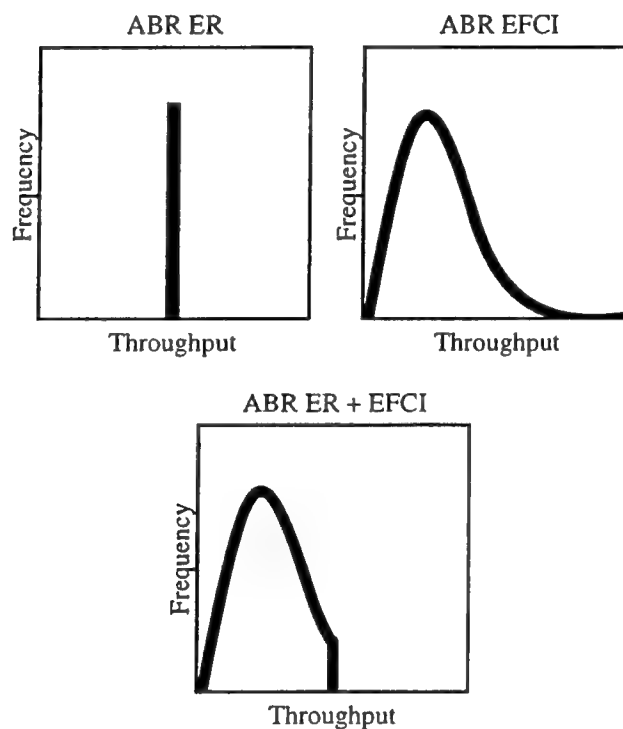 ABR ER
Frequency
Throughput
ABR EFCI
Frequency
Throughput
ABR ER + EFCI
Frequency
Throughput